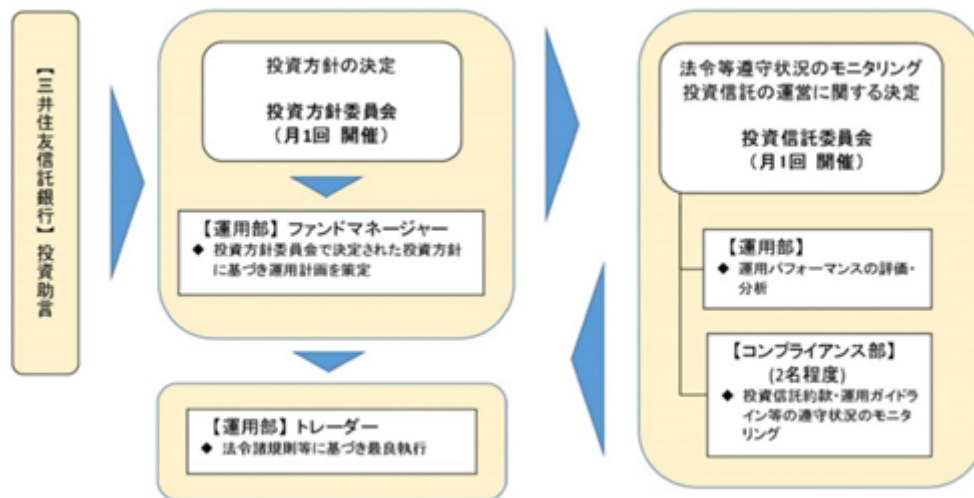 【三井住友信託銀行】投資助言
投資方針の決定
投資方針委員会
(月1回 開催)
【運用部】ファンドマネージャー
◆ 投資方針委員会で決定された投資方針
に基づき運用計画を策定
【運用部】トレーダー
◆ 法令諸規則等に基づき最良執行
法令等遵守状況のモニタリング
投資信託の運営に関する決定
投資信託委員会
(月1回 開催)
【運用部】
◆ 運用パフォーマンスの評価・
分析
【コンプライアンス部】
(2名程度)
◆ 投資信託約款・運用ガイドラ
イン等の遵守状況のモニタ
リング